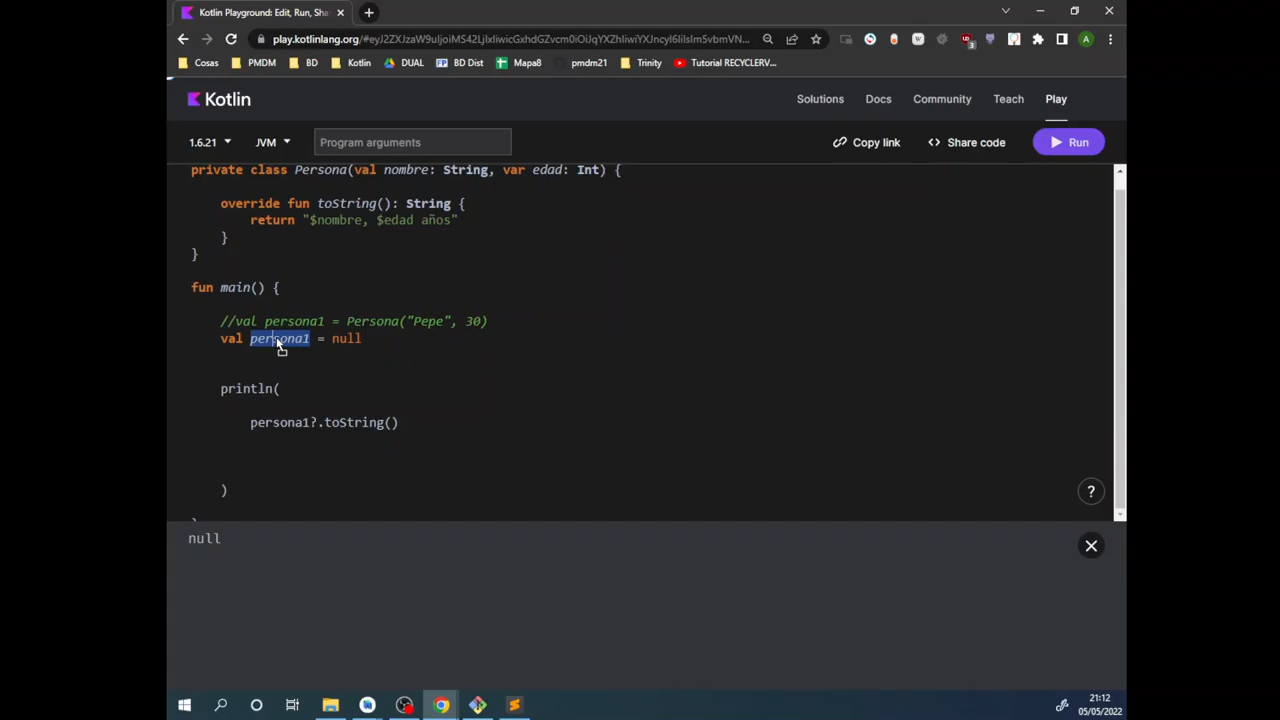 Kotlin Playground: Edit, Run, Sha
play.kotlinlang.org/#eyJ2ZXJzaW9uIjoiMS42LjIxIiwicGxhdGZvcm0iOiJqYXZhIiwiYXJncyI6IiIsIm5vbmVNYXJr...
Cosas PMDM BD Kotlin DUAL BD Dist Mapa8 pmdm21 Trinity Tutorial RECYCLERV...
Kotlin
Solutions Docs Community Teach Play
1.6.21 JVM Program arguments Copy link Share code Run
private class Persona(val nombre: String, var edad: Int) {
override fun toString(): String {
return "$nombre, $edad años"
}
}
fun main() {
//val persona1 = Persona("Pepe", 30)
val persona1 = null
println(
persona1?.toString()
)
}
?
null
21:12
05/05/2022